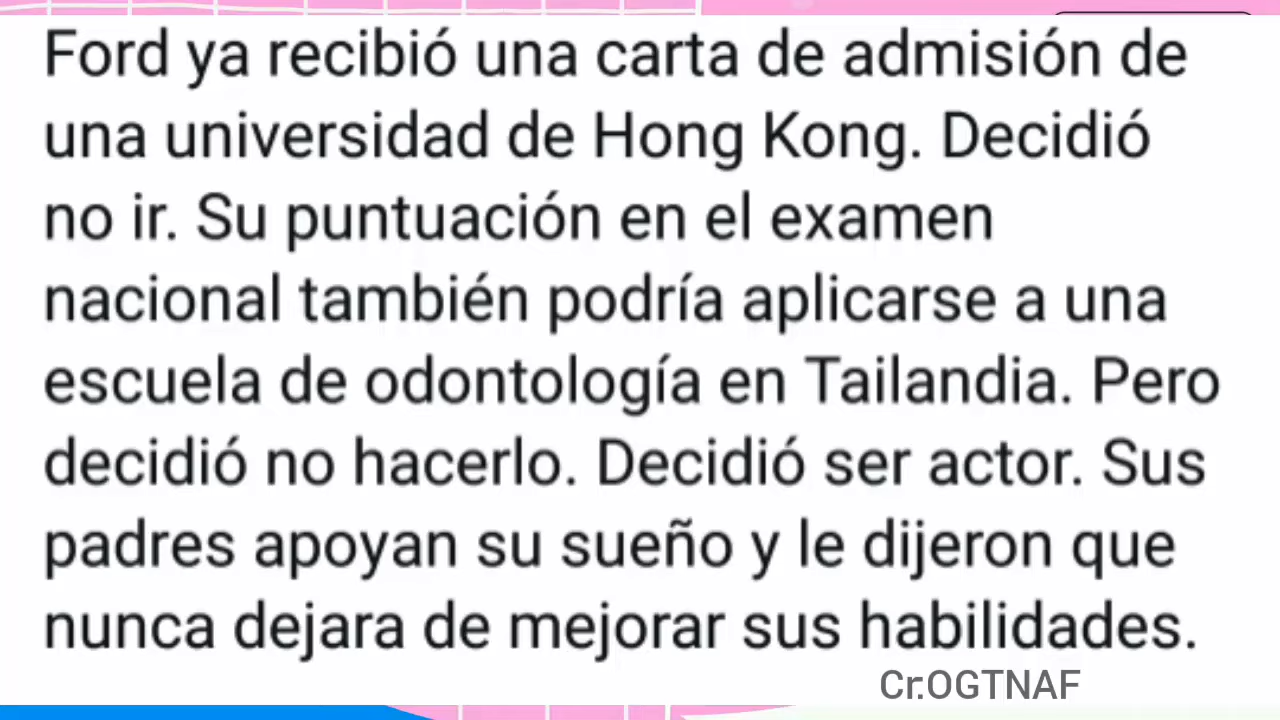 Ford ya recibió una carta de admisión de
una universidad de Hong Kong. Decidió
no ir. Su puntuación en el examen
nacional también podría aplicarse a una
escuela de odontología en Tailandia. Pero
decidió no hacerlo. Decidió ser actor. Sus
padres apoyan su sueño y le dijeron que
nunca dejara de mejorar sus habilidades.
Cr.OGTNAF